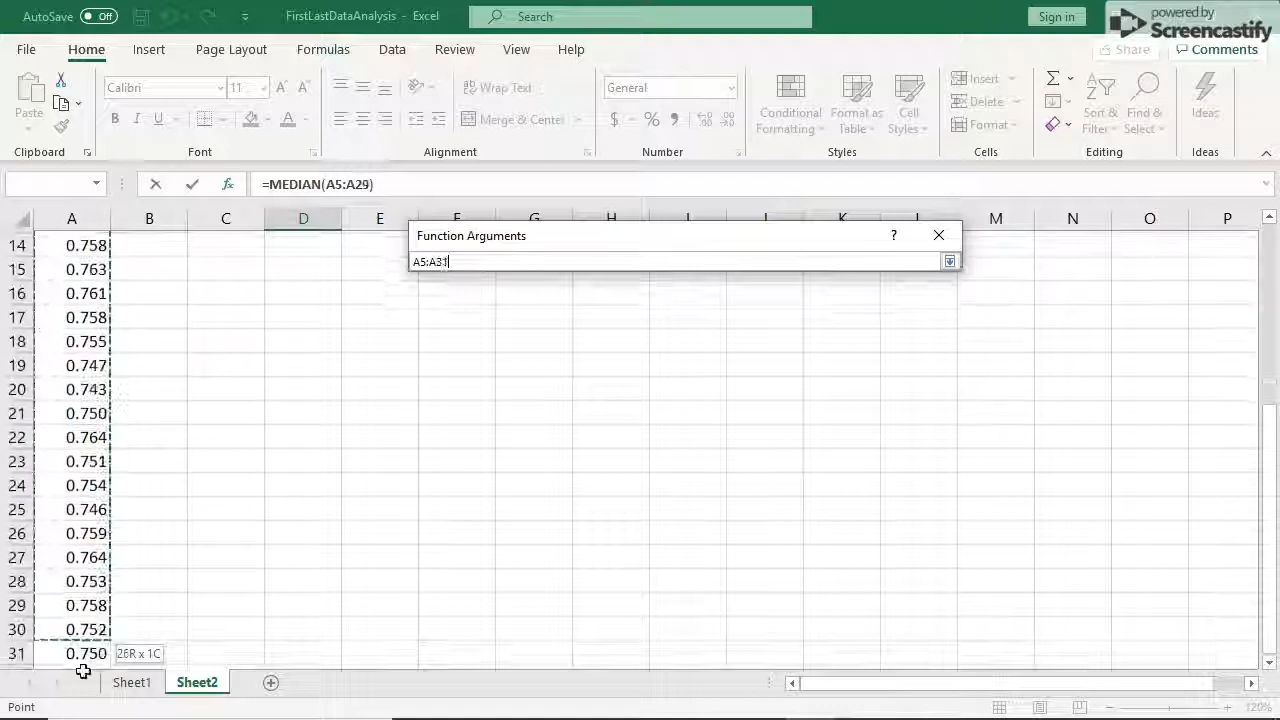 AutoSave Off
FirstLastDataAnalysis - Excel
Search
Sign in
powered by
Screencastify
File Home Insert Page Layout Formulas Data Review View Help
Share Comments
Paste
Calibri 11
B I U A
Wrap Text
Merge & Center
General
$ % 9
Conditional Formatting
Format as Table
Cell Styles
Insert
Delete
Format
Sort & Filter
Find & Select
Ideas
Clipboard Font Alignment Number Styles Cells Editing Ideas
fx =MEDIAN(A5:A29)
A B C D E F G H M N O P
Function Arguments ?
14 0.758
15 0.763
16 0.761
17 0.758
18 0.755
19 0.747
20 0.743
21 0.750
22 0.764
23 0.751
24 0.754
25 0.746
26 0.759
27 0.764
28 0.753
29 0.758
30 0.752
31 0.750 26R x 1C
Sheet1 Sheet2
Point 120%